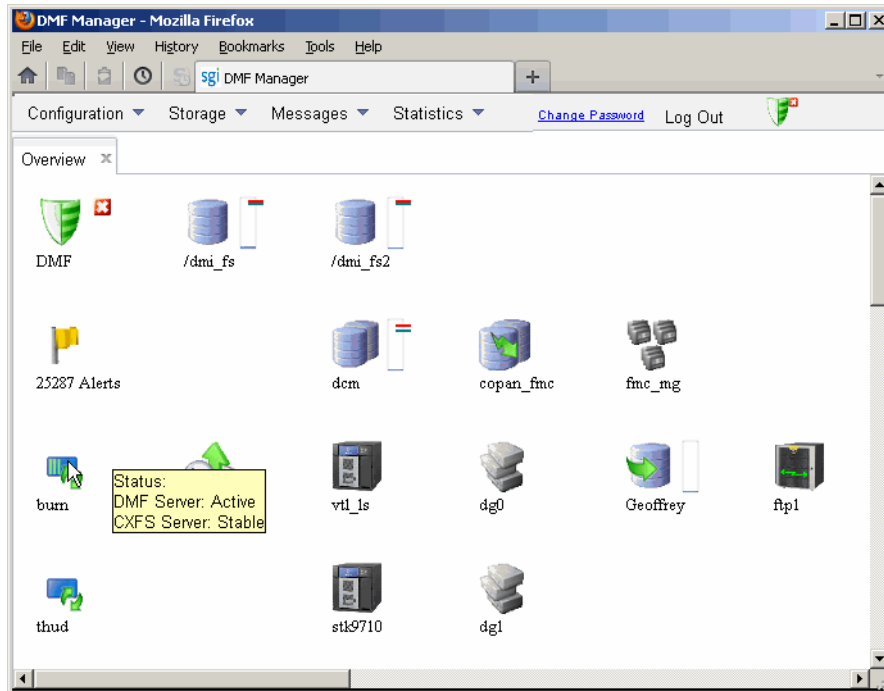 DMF Manager - Mozilla Firefox
File Edit View History Bookmarks Tools Help
sgi DMF Manager
Configuration Storage Messages Statistics Change Password Log Out
Overview
DMF /dmi_fs /dmi_fs2
25287 Alerts dcm copan_fmc fmc_mg
burn vtl_ls dg0 Geoffrey ftp1
Status:
DMF Server: Active
CXFS Server: Stable
thud stk9710 dg1